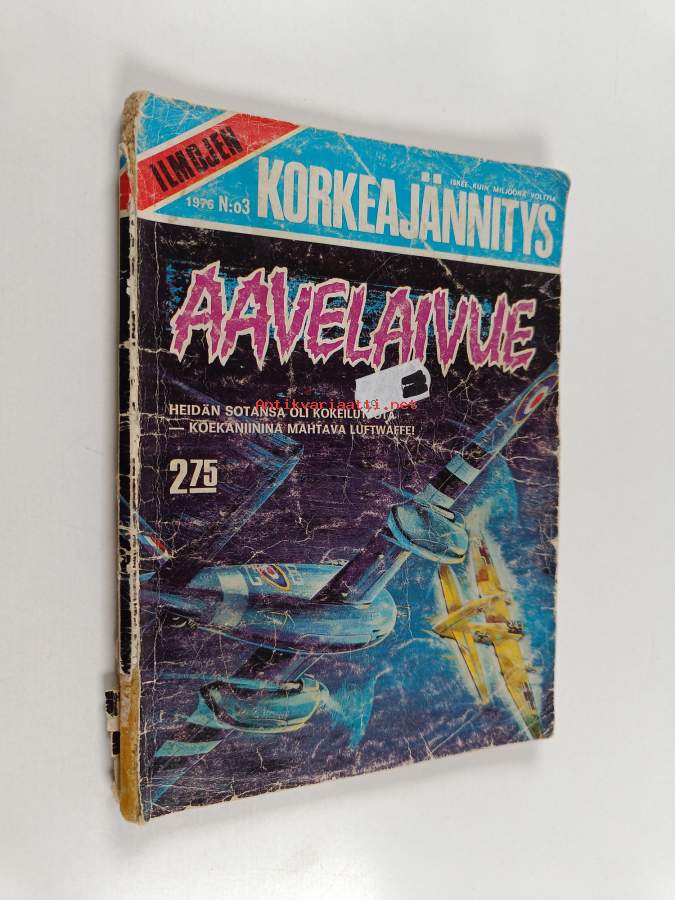 ILMOJEN
ISKEE KUIN MILJOONA VOLTTIA
1976 N:o3 KORKEAJÄNNITYS
AAVELAIVUE
Antikvariaatti.net
HEIDÄN SOTANSA OLI
— KOEKANIININA MAHTAVA LUFTWAFFE!
2.75